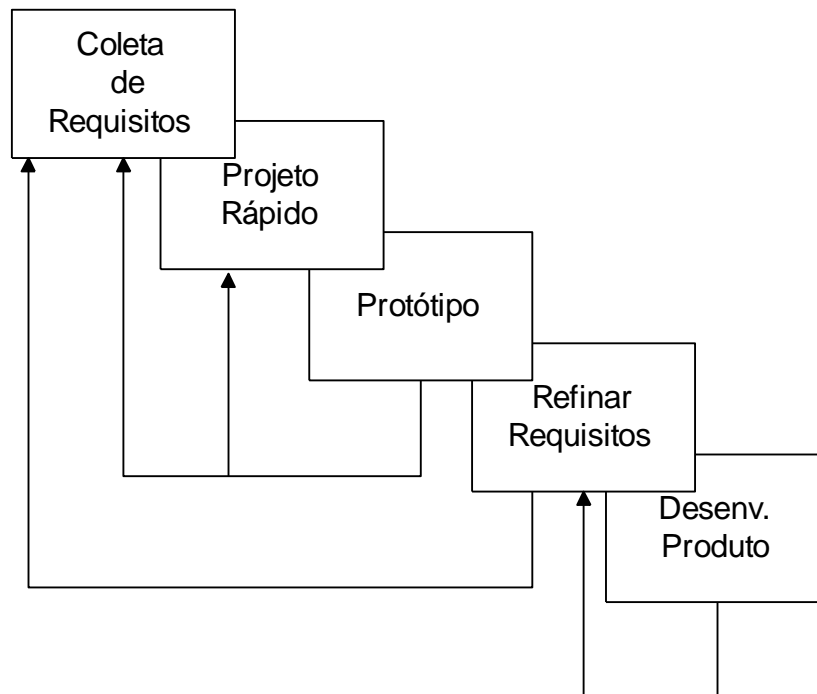 Coleta
de
Requisitos
Projeto
Rápido
Protótipo
Refinar
Requisitos
Desenv.
Produto